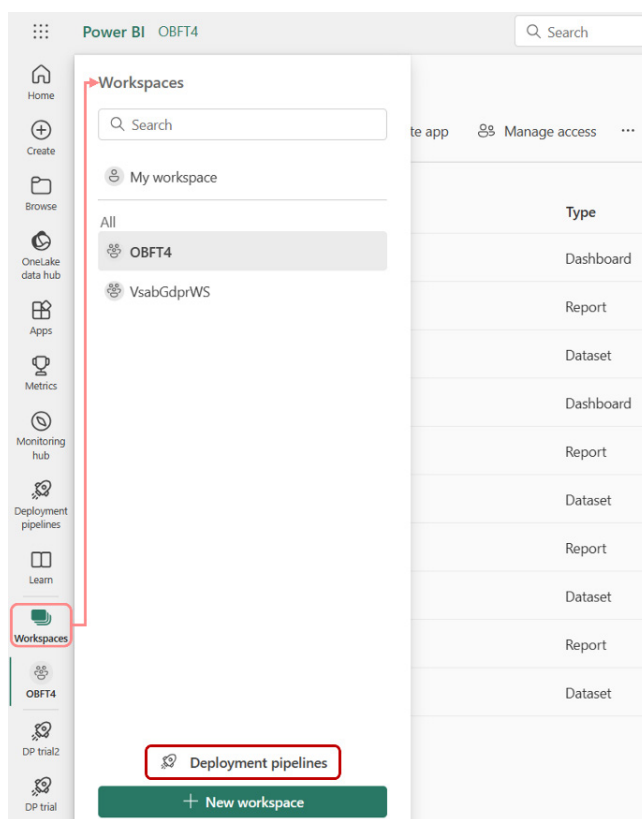 Power BI OBFT4
Search
Home
Create
Browse
OneLake
data hub
Apps
Metrics
Monitoring
hub
Deployment
pipelines
Learn
Workspaces
OBFT4
DP trial2
DP trial
Workspaces
Search
My workspace
All
OBFT4
VsabGdprWS
Deployment pipelines
New workspace
te app
Manage access
Type
Dashboard
Report
Dataset
Dashboard
Report
Dataset
Report
Dataset
Report
Dataset